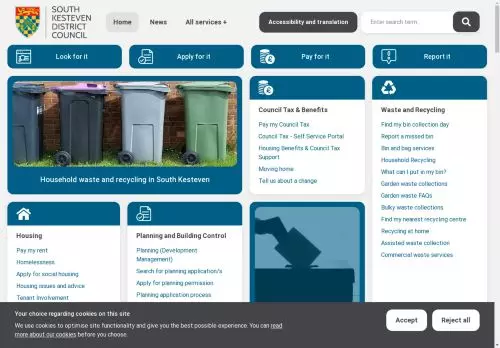 SOUTH
KESTEVEN
DISTRICT
COUNCIL
Home
News
All services +
Accessibility and translation
Enter search term..
Look for it
Apply for it
Pay for it
Report it
Household waste and recycling in South Kesteven
Council Tax & Benefits
Pay my Council Tax
Council Tax - Self Service Portal
Housing Benefits & Council Tax
Support
Moving home
Tell us about a change
Waste and Recycling
Find my bin collection day
Report a missed bin
Bin and bag services
Household Recycling
What can I put in my bin?
Garden waste collections
Garden waste FAQs
Bulky waste collections
Find my nearest recycling centre
Recycling at home
Assisted waste collection
Commercial waste services
Housing
Pay my rent
Homelessness
Apply for social housing
Housing issues and advice
Tenant Involvement
Planning and Building Control
Planning (Development
Management)
Search for planning application/s
Apply for planning permission
Planning application process
Your choice regarding cookies on this site
We use cookies to optimise site functionality and give you the best possible experience. You can read
more about our cookies before you choose.
Accept
Reject all